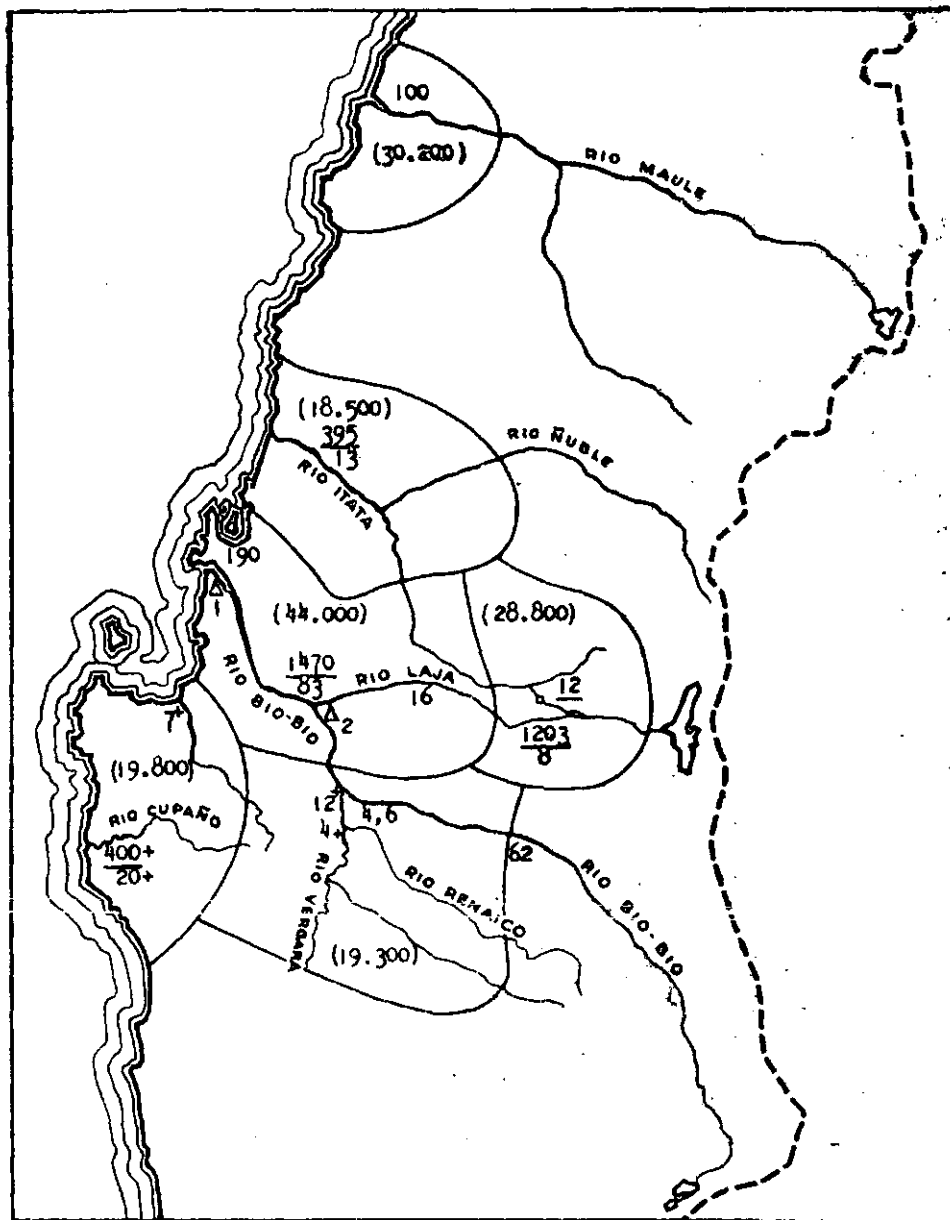 100
(30.200)
RIO MAULE
(18.500)
395
13
RIO ITATA
RIO ÑUBLE
190
1
(44.000)
(28.800)
1470
83
RIO LAJA
16
12
RIO BIO-BIO
2
1203
8
7+
(19.800)
RIO CUPAÑO
400+
20+
12+
4,6
4+
62
RIO VERGARA
RIO RENAICO
RIO BIO-BIO
(19.300)